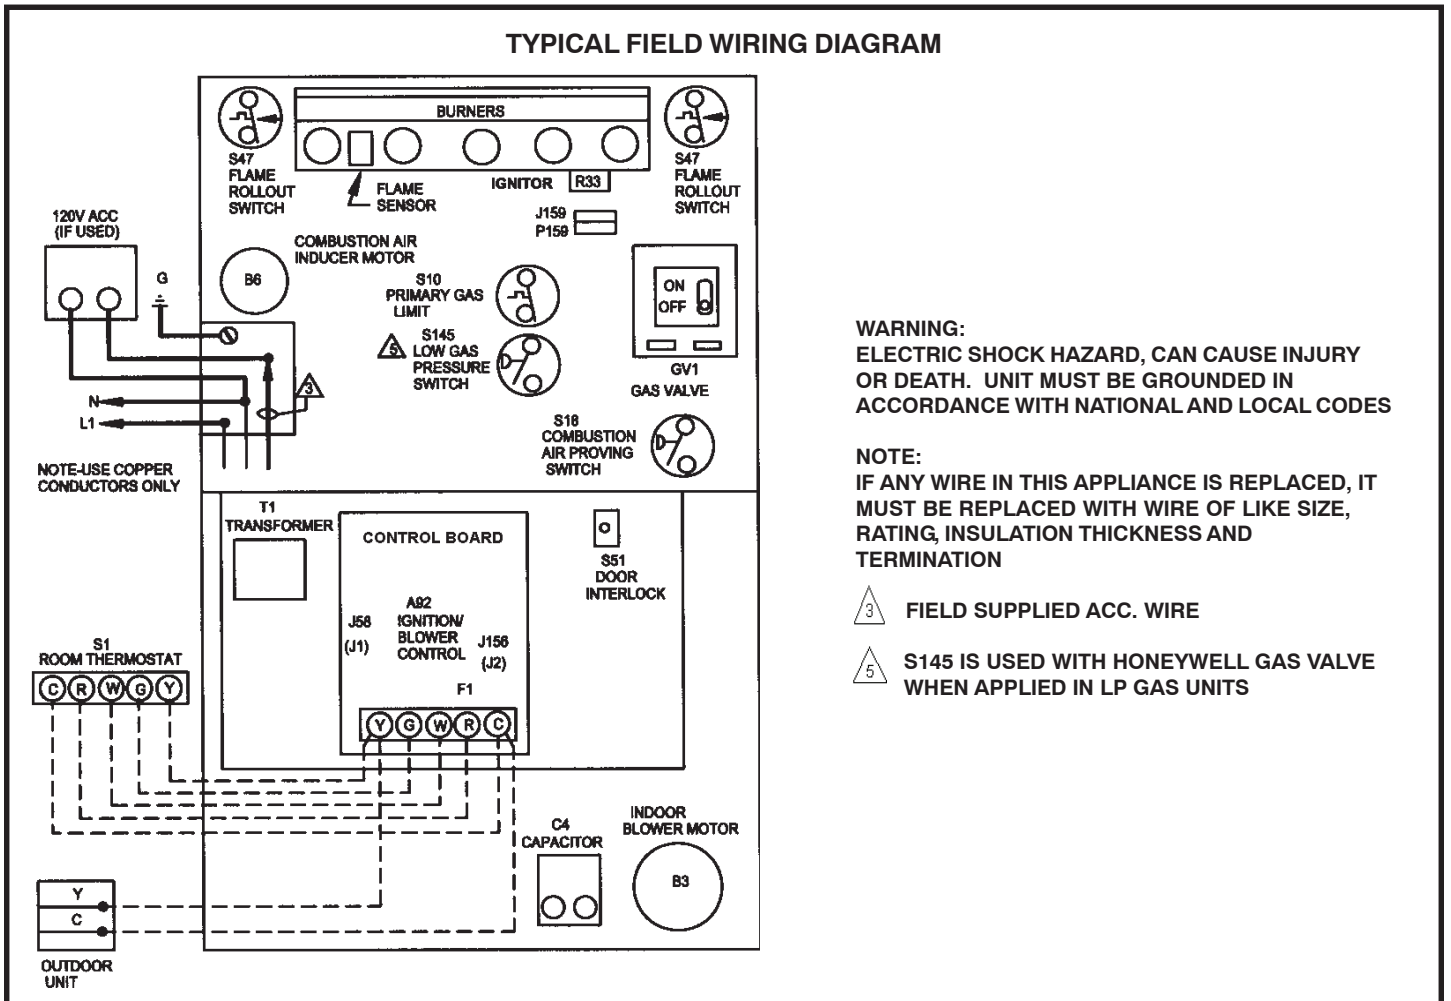 TYPICAL FIELD WIRING DIAGRAM
BURNERS
S47
FLAME
ROLLOUT
SWITCH
FLAME
SENSOR
IGNITOR
R33
S47
FLAME
ROLLOUT
SWITCH
J159
P159
120V ACC
(IF USED)
G
COMBUSTION AIR
INDUCER MOTOR
B6
S10
PRIMARY GAS
LIMIT
5
S145
LOW GAS
PRESSURE
SWITCH
ON
OFF
GV1
GAS VALVE
3
N
L1
S18
COMBUSTION
AIR PROVING
SWITCH
NOTE-USE COPPER
CONDUCTORS ONLY
T1
TRANSFORMER
CONTROL BOARD
S51
DOOR
INTERLOCK
A92
IGNITION/
BLOWER
CONTROL
J58
(J1)
J156
(J2)
F1
Y G W R C
S1
ROOM THERMOSTAT
C R W G Y
C4
CAPACITOR
INDOOR
BLOWER MOTOR
B3
Y
C
OUTDOOR
UNIT
WARNING:
ELECTRIC SHOCK HAZARD, CAN CAUSE INJURY
OR DEATH. UNIT MUST BE GROUNDED IN
ACCORDANCE WITH NATIONAL AND LOCAL CODES
NOTE:
IF ANY WIRE IN THIS APPLIANCE IS REPLACED, IT
MUST BE REPLACED WITH WIRE OF LIKE SIZE,
RATING, INSULATION THICKNESS AND
TERMINATION
3 FIELD SUPPLIED ACC. WIRE
5 S145 IS USED WITH HONEYWELL GAS VALVE
WHEN APPLIED IN LP GAS UNITS